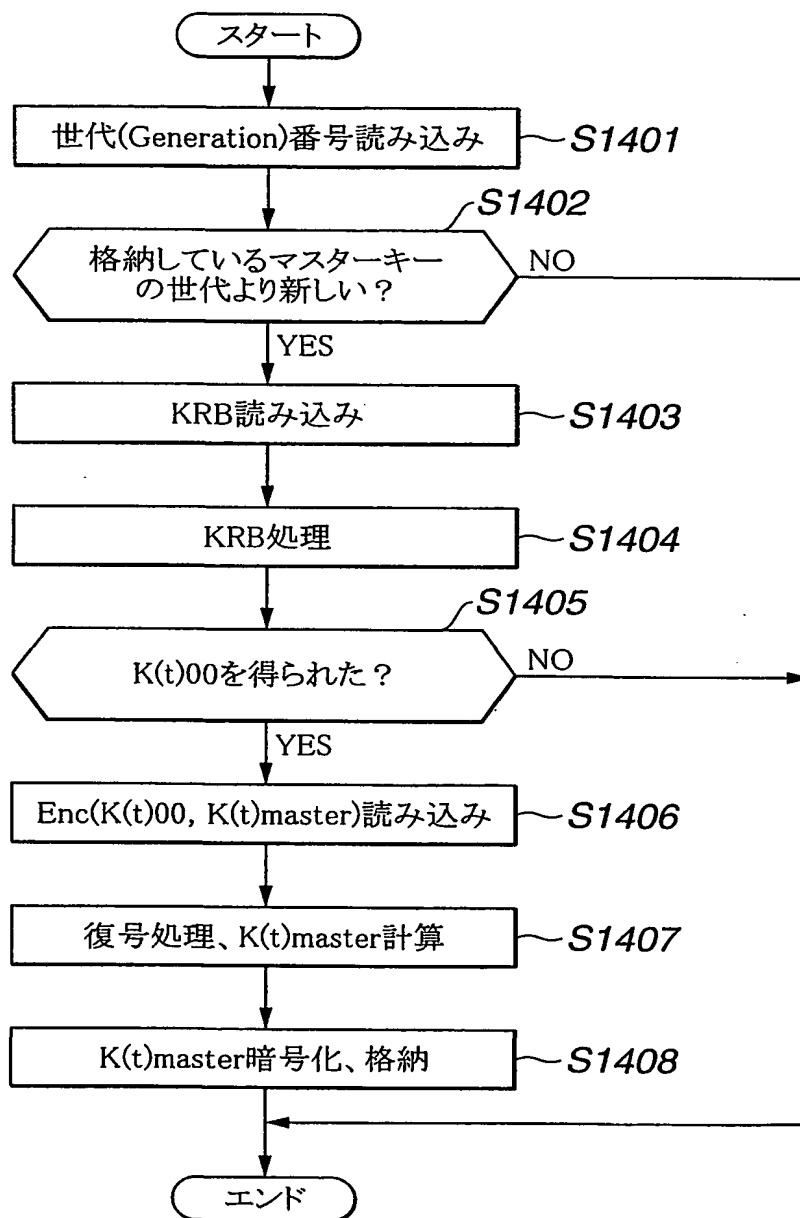 スタート
世代(Generation)番号読み込み
S1401
S1402
格納しているマスターキー
の世代より新しい?
NO
YES
KRB読み込み
S1403
KRB処理
S1404
S1405
K(t)00を得られた?
NO
YES
Enc(K(t)00, K(t)master)読み込み
S1406
復号処理、K(t)master計算
S1407
K(t)master暗号化、格納
S1408
エンド